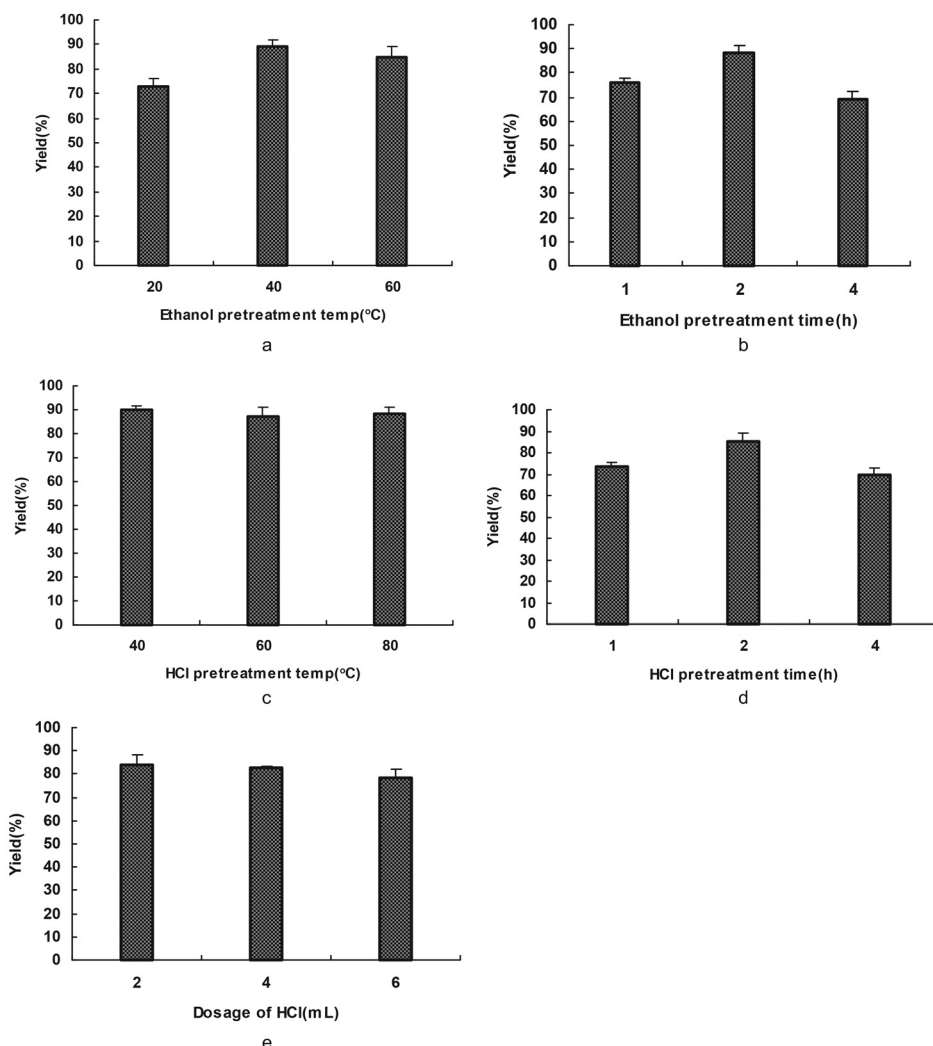 100
90
80
70
60
50
40
30
20
10
0
Yield(%)
20 40 60
Ethanol pretreatment temp(ºC)
a
100
90
80
70
60
50
40
30
20
10
0
Yield(%)
1 2 4
Ethanol pretreatment time(h)
b
100
90
80
70
60
50
40
30
20
10
0
Yield(%)
40 60 80
HCl pretreatment temp(ºC)
c
100
90
80
70
60
50
40
30
20
10
0
Yield(%)
1 2 4
HCl pretreatment time(h)
d
100
90
80
70
60
50
40
30
20
10
0
Yield(%)
2 4 6
Dosage of HCl(mL)
e